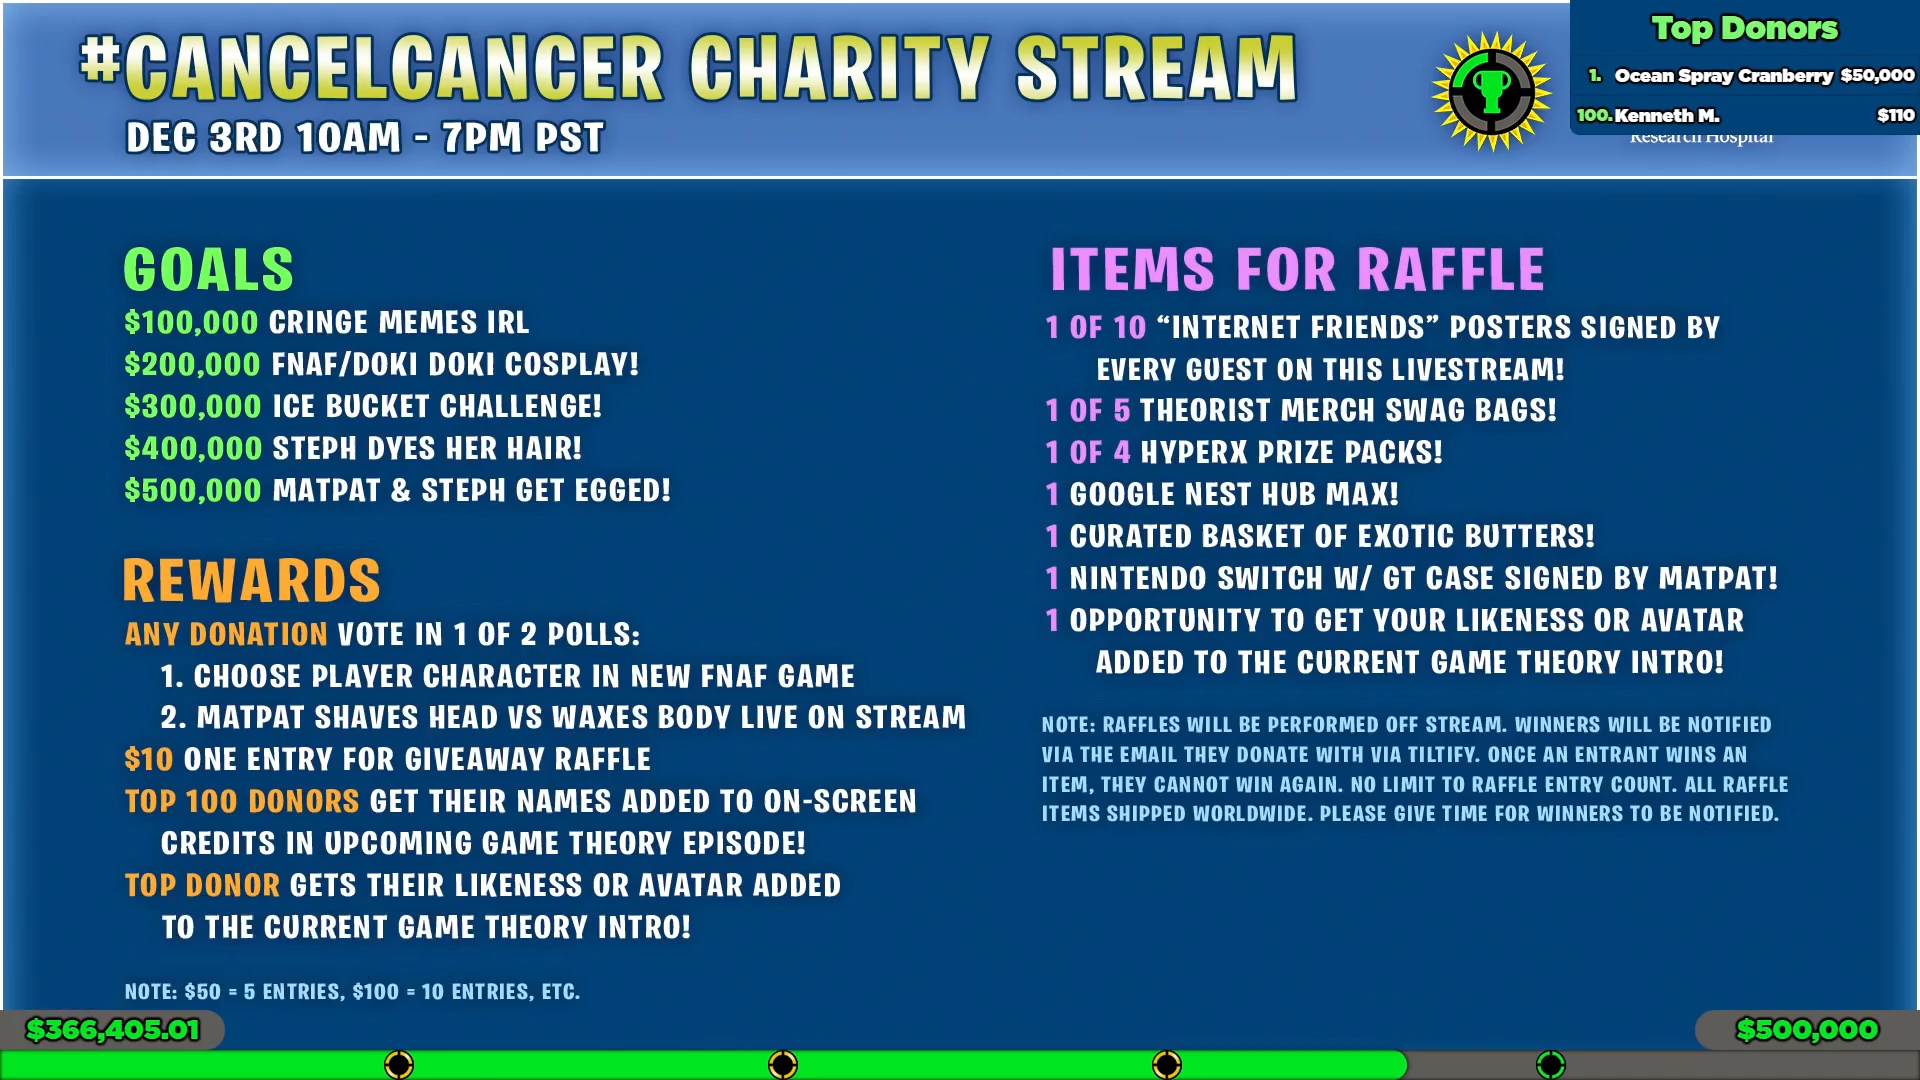 #CANCELCANCER CHARITY STREAM
DEC 3RD 10AM - 7PM PST
Top Donors
1. Ocean Spray Cranberry $50,000
100. Kenneth M. $110
Research Hospital
GOALS
$100,000 CRINGE MEMES IRL
$200,000 FNAF/DOKI DOKI COSPLAY!
$300,000 ICE BUCKET CHALLENGE!
$400,000 STEPH DYES HER HAIR!
$500,000 MATPAT & STEPH GET EGGED!
REWARDS
ANY DONATION VOTE IN 1 OF 2 POLLS:
1. CHOOSE PLAYER CHARACTER IN NEW FNAF GAME
2. MATPAT SHAVES HEAD VS WAXES BODY LIVE ON STREAM
$10 ONE ENTRY FOR GIVEAWAY RAFFLE
TOP 100 DONORS GET THEIR NAMES ADDED TO ON-SCREEN
CREDITS IN UPCOMING GAME THEORY EPISODE!
TOP DONOR GETS THEIR LIKENESS OR AVATAR ADDED
TO THE CURRENT GAME THEORY INTRO!
NOTE: $50 = 5 ENTRIES, $100 = 10 ENTRIES, ETC.
ITEMS FOR RAFFLE
1 OF 10 “INTERNET FRIENDS” POSTERS SIGNED BY
EVERY GUEST ON THIS LIVESTREAM!
1 OF 5 THEORIST MERCH SWAG BAGS!
1 OF 4 HYPERX PRIZE PACKS!
1 GOOGLE NEST HUB MAX!
1 CURATED BASKET OF EXOTIC BUTTERS!
1 NINTENDO SWITCH W/ GT CASE SIGNED BY MATPAT!
1 OPPORTUNITY TO GET YOUR LIKENESS OR AVATAR
ADDED TO THE CURRENT GAME THEORY INTRO!
NOTE: RAFFLES WILL BE PERFORMED OFF STREAM. WINNERS WILL BE NOTIFIED
VIA THE EMAIL THEY DONATE WITH VIA TILTIFY. ONCE AN ENTRANT WINS AN
ITEM, THEY CANNOT WIN AGAIN. NO LIMIT TO RAFFLE ENTRY COUNT. ALL RAFFLE
ITEMS SHIPPED WORLDWIDE. PLEASE GIVE TIME FOR WINNERS TO BE NOTIFIED.
$366,405.01
$500,000